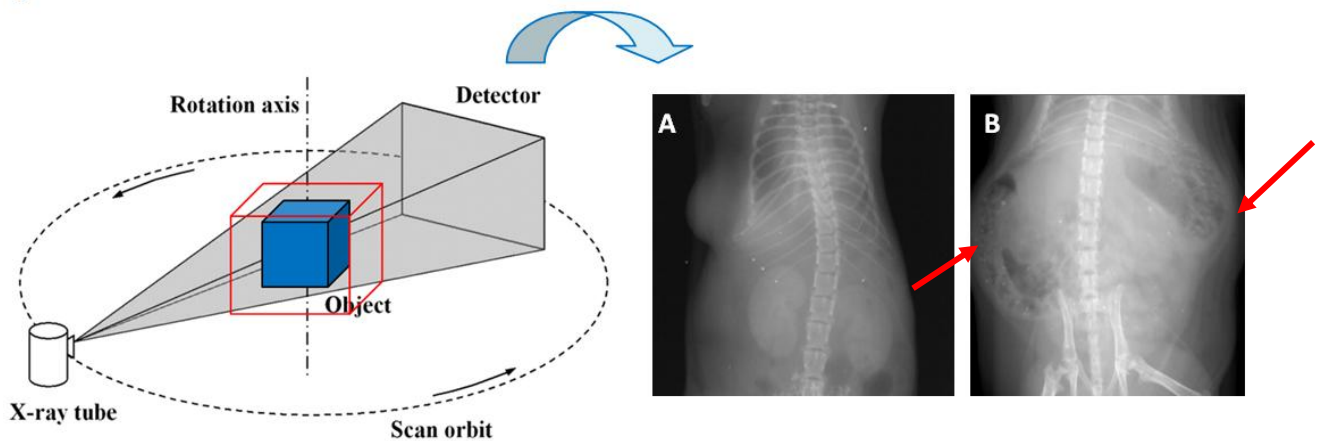 Rotation axis
Detector
Object
X-ray tube
Scan orbit
A
B